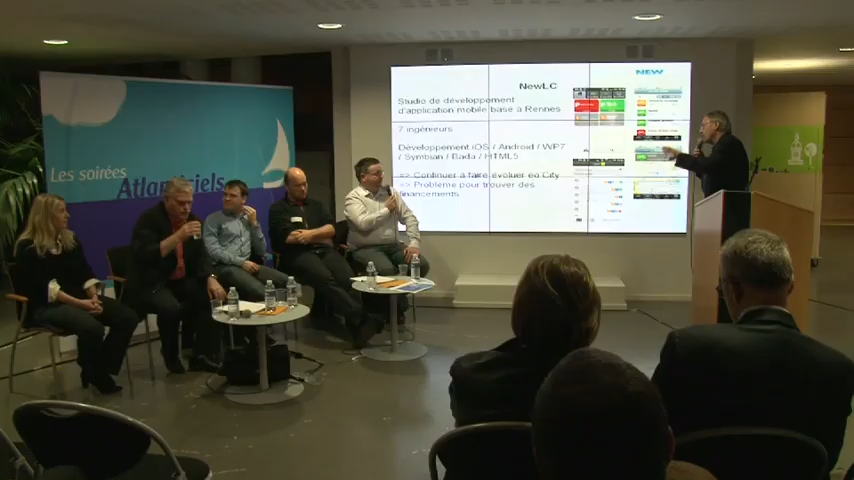 NewLC
Studio de développement
d'application mobile basé à Rennes
7 ingénieurs
Développement iOS / Android / WP7
/ Symbian / Bada / HTML5
=> Continuer à faire évoluer eo City
=> Problème pour trouver des
financements
NEW
Les soirées
Atlanticiels